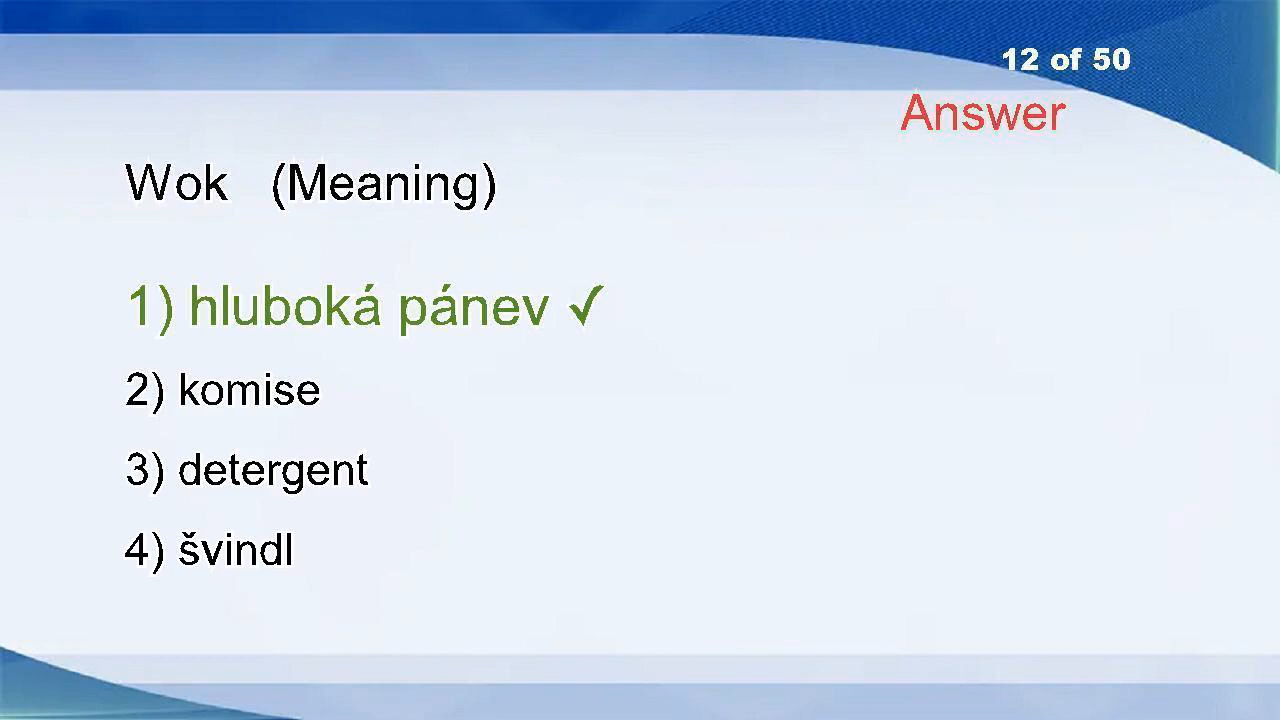 12 of 50
Answer
Wok (Meaning)
1) hluboká pánev ✓
2) komise
3) detergent
4) švindl